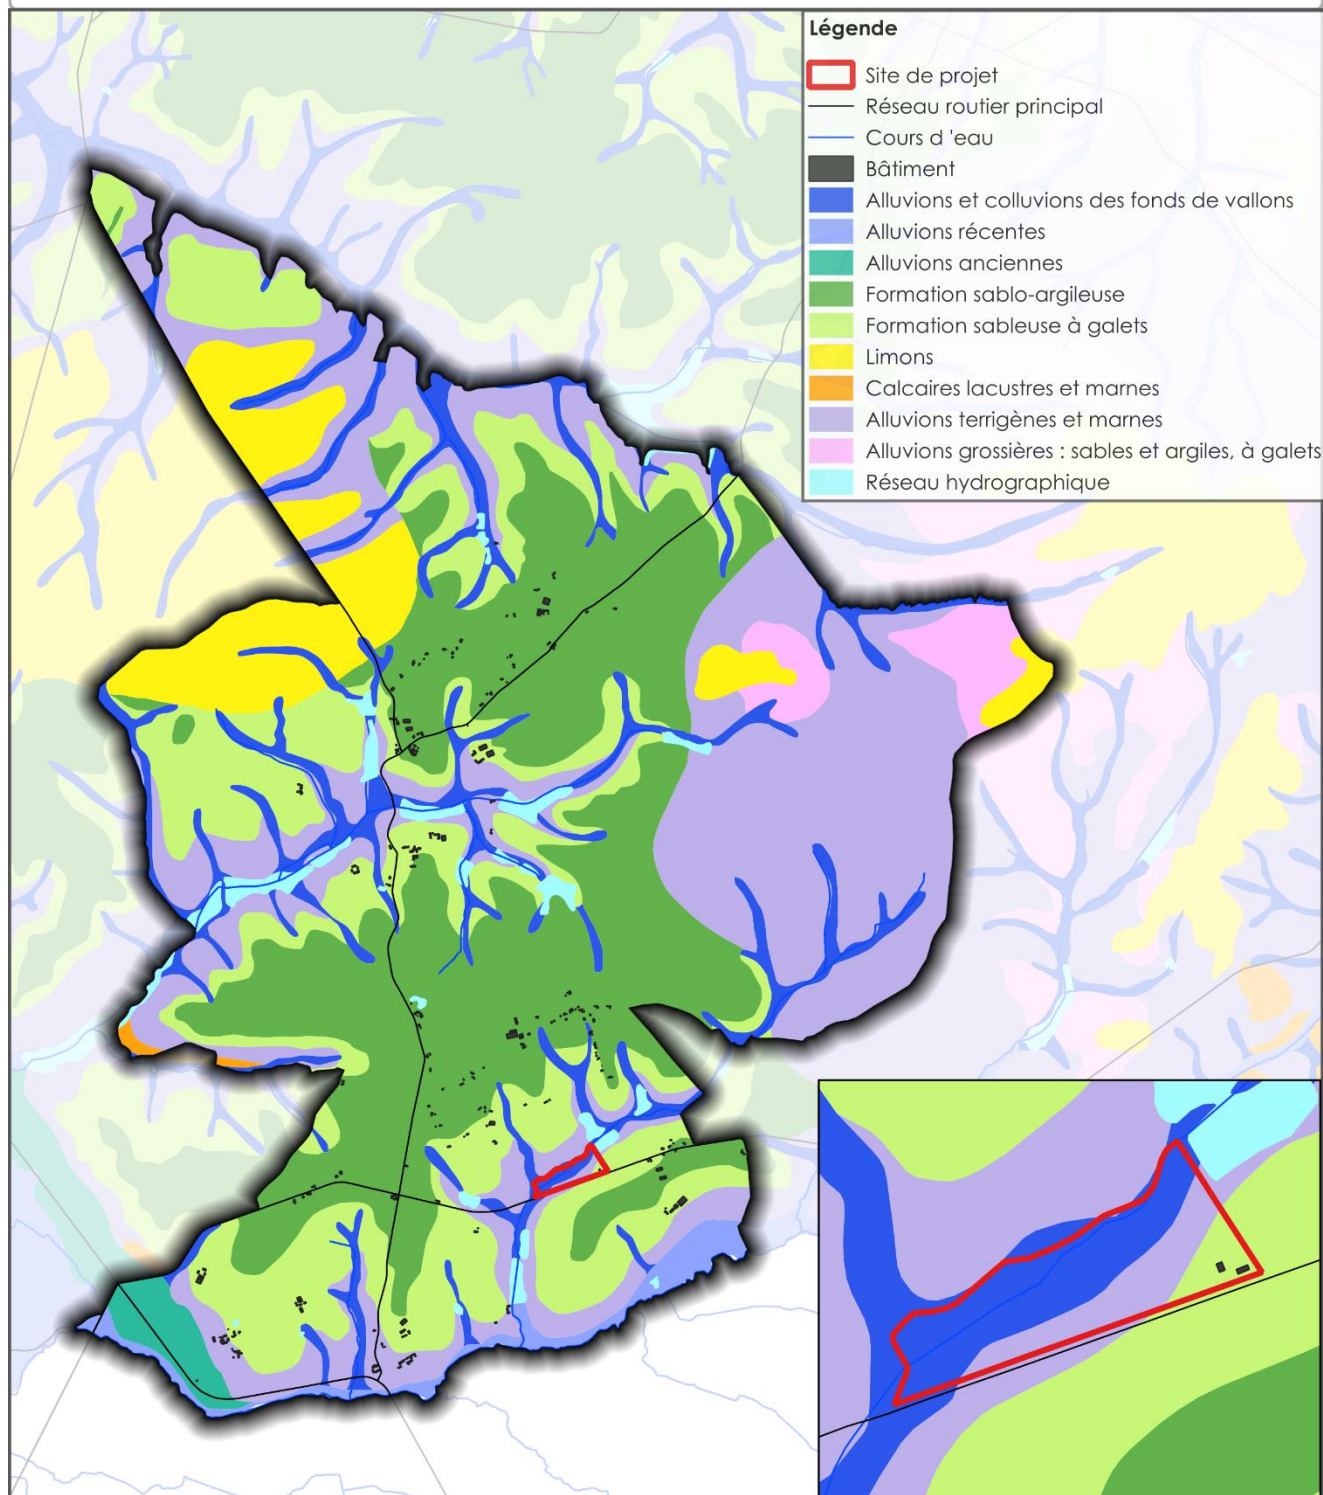 Légende
Site de projet
Réseau routier principal
Cours d 'eau
Bâtiment
Alluvions et colluvions des fonds de vallons
Alluvions récentes
Alluvions anciennes
Formation sablo-argileuse
Formation sableuse à galets
Limons
Calcaires lacustres et marnes
Alluvions terrigènes et marnes
Alluvions grossières : sables et argiles, à galets
Réseau hydrographique